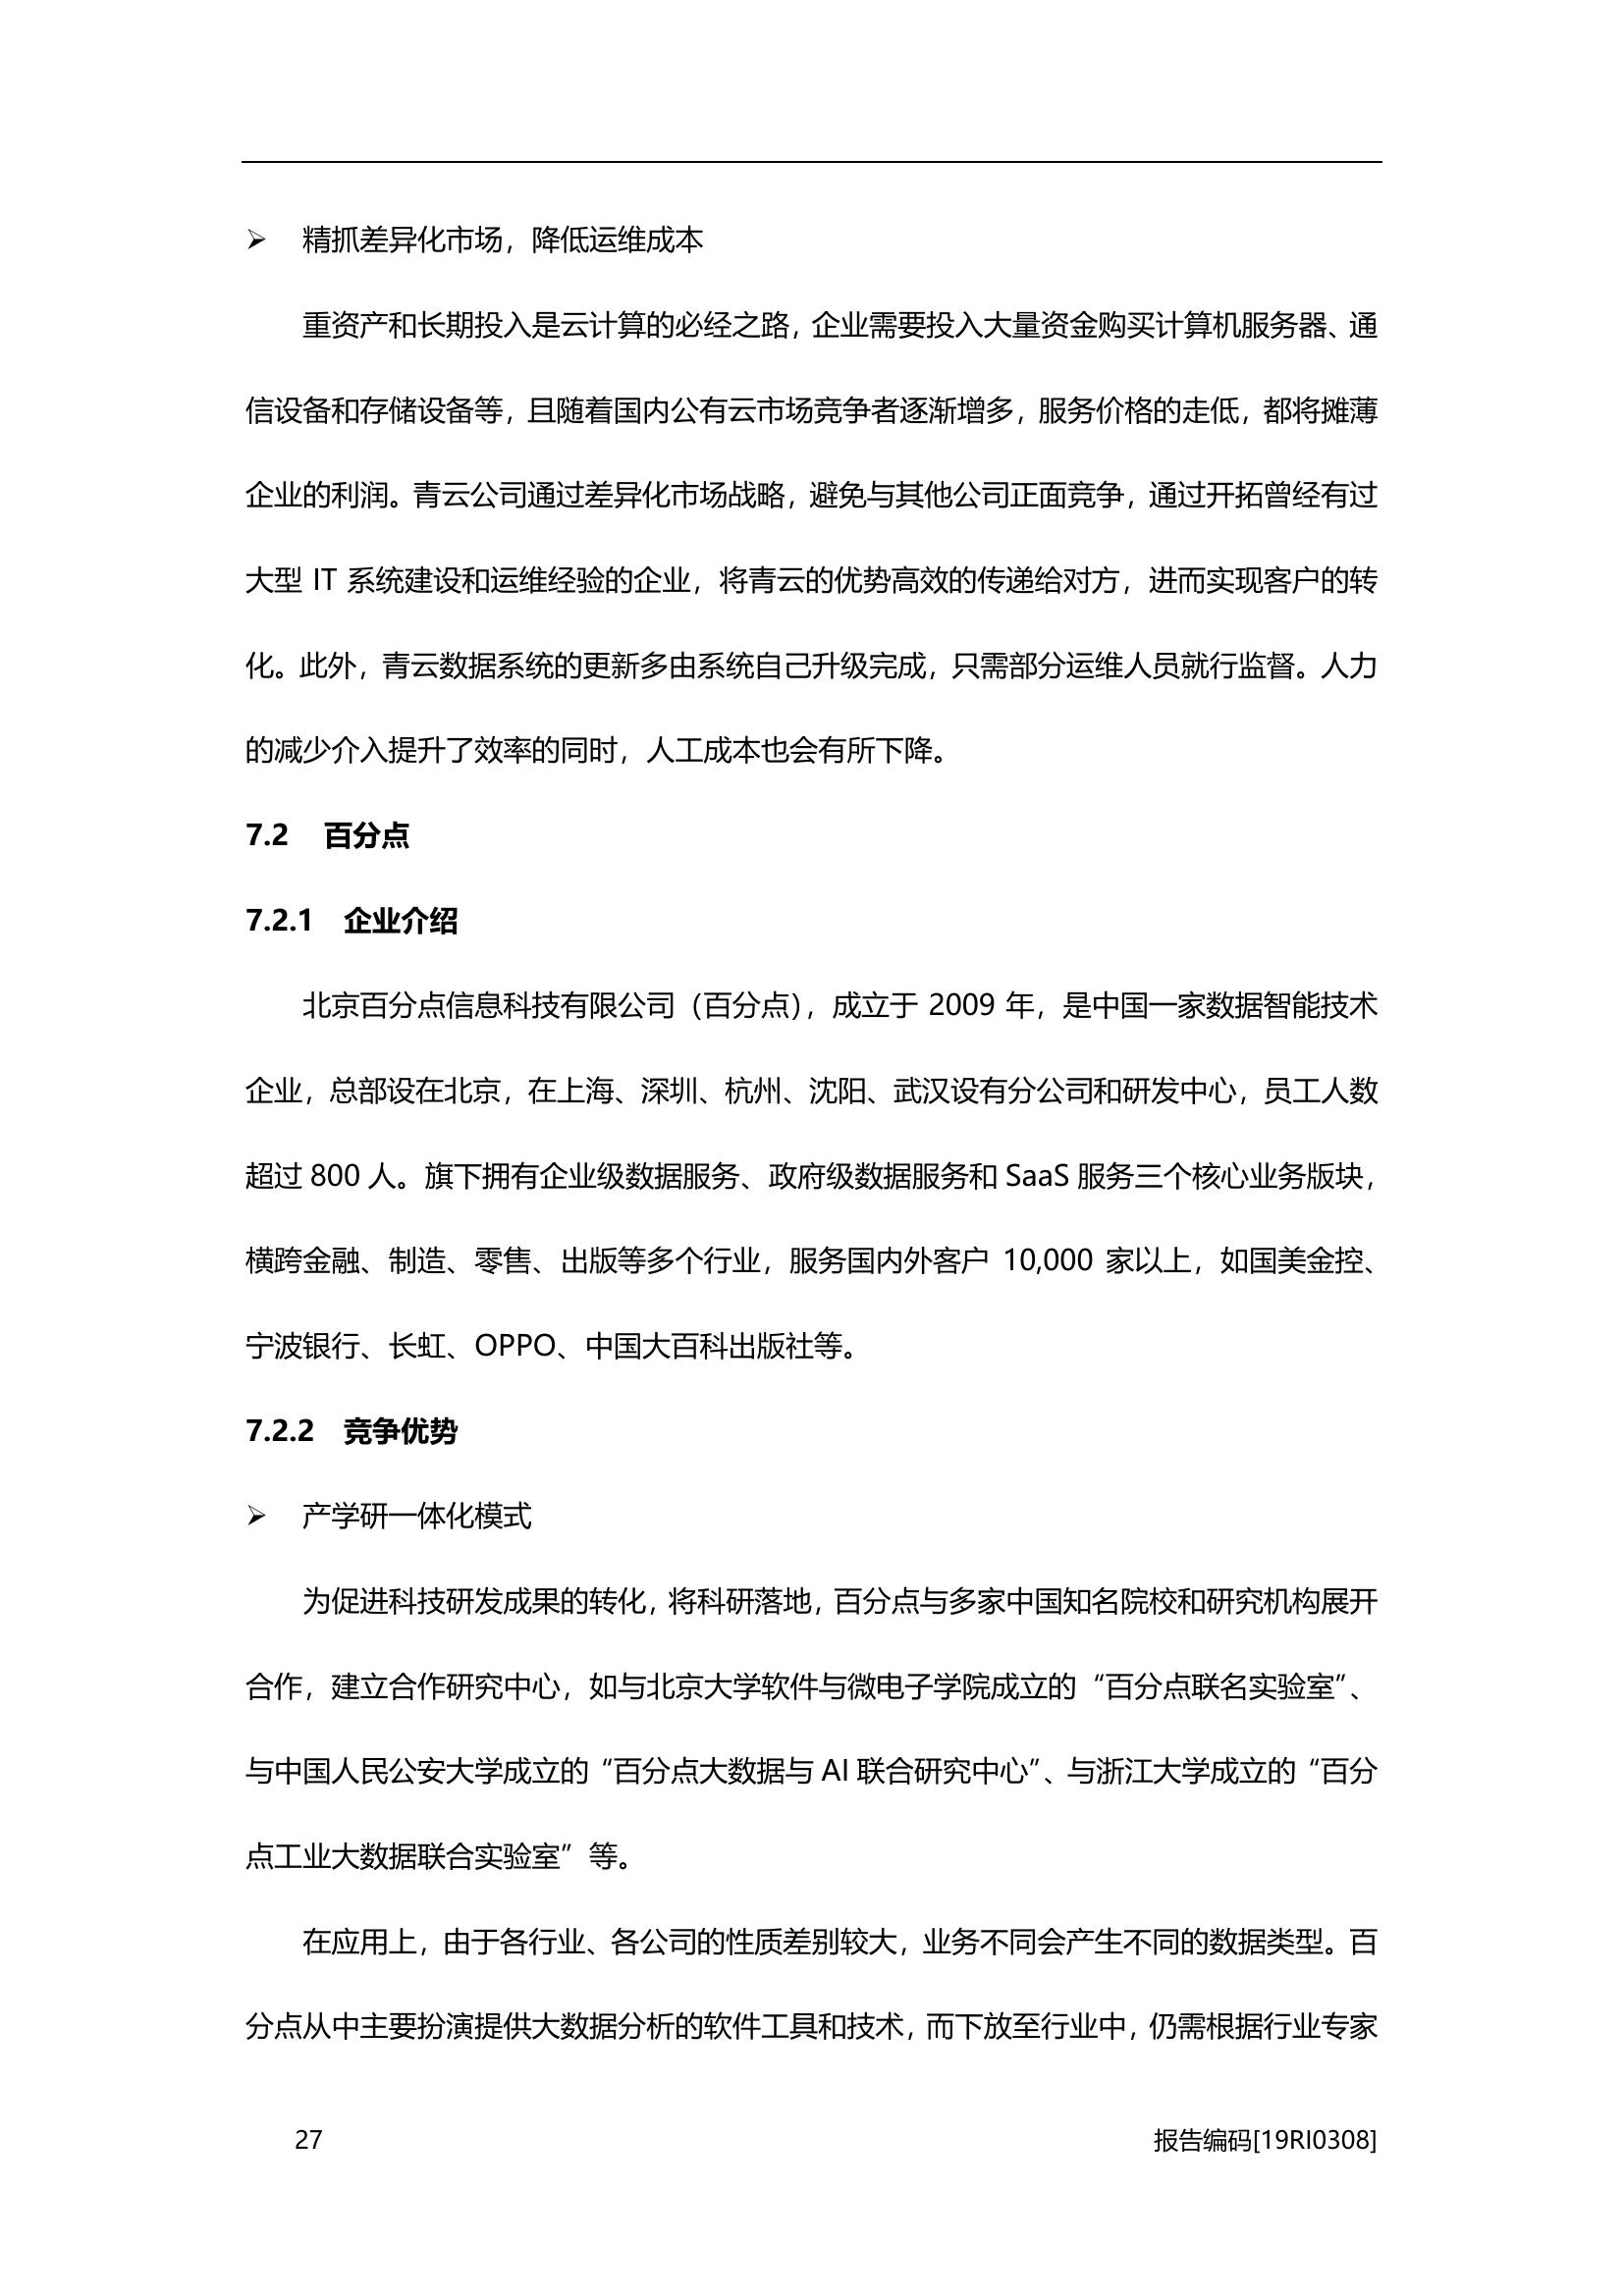 ➢ 精抓差异化市场，降低运维成本
重资产和长期投入是云计算的必经之路，企业需要投入大量资金购买计算机服务器、通
信设备和存储设备等，且随着国内公有云市场竞争者逐渐增多，服务价格的走低，都将摊薄
企业的利润。青云公司通过差异化市场战略，避免与其他公司正面竞争，通过开拓曾经有过
大型 IT 系统建设和运维经验的企业，将青云的优势高效的传递给对方，进而实现客户的转
化。此外，青云数据系统的更新多由系统自己升级完成，只需部分运维人员就行监督。人力
的减少介入提升了效率的同时，人工成本也会有所下降。
7.2 百分点
7.2.1 企业介绍
北京百分点信息科技有限公司（百分点），成立于 2009 年，是中国一家数据智能技术
企业，总部设在北京，在上海、深圳、杭州、沈阳、武汉设有分公司和研发中心，员工人数
超过 800 人。旗下拥有企业级数据服务、政府级数据服务和 SaaS 服务三个核心业务版块，
横跨金融、制造、零售、出版等多个行业，服务国内外客户 10,000 家以上，如国美金控、
宁波银行、长虹、OPPO、中国大百科出版社等。
7.2.2 竞争优势
➢ 产学研一体化模式
为促进科技研发成果的转化，将科研落地，百分点与多家中国知名院校和研究机构展开
合作，建立合作研究中心，如与北京大学软件与微电子学院成立的“百分点联名实验室”、
与中国人民公安大学成立的“百分点大数据与 AI 联合研究中心”、与浙江大学成立的“百分
点工业大数据联合实验室”等。
在应用上，由于各行业、各公司的性质差别较大，业务不同会产生不同的数据类型。百
分点从中主要扮演提供大数据分析的软件工具和技术，而下放至行业中，仍需根据行业专家
27 报告编码[19RI0308]